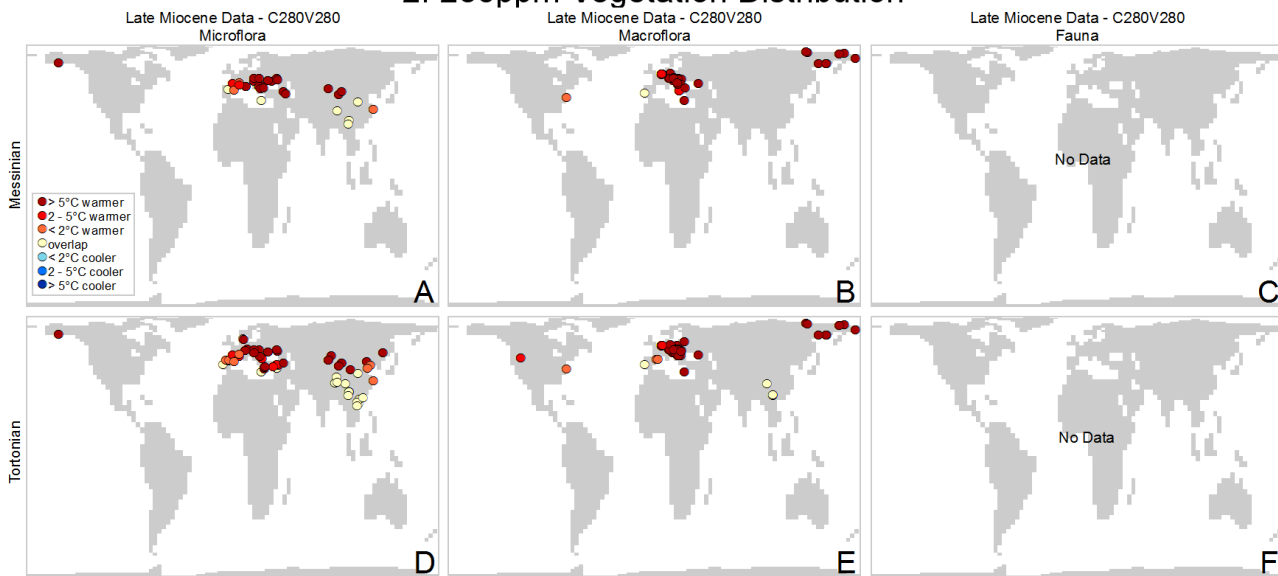 Late Miocene Data - C280V280
Microflora
Late Miocene Data - C280V280
Macroflora
Late Miocene Data - C280V280
Fauna
Messinian
> 5°C warmer
2 - 5°C warmer
< 2°C warmer
overlap
< 2°C cooler
2 - 5°C cooler
> 5°C cooler
A
B
No Data
C
Tortonian
D
E
No Data
F